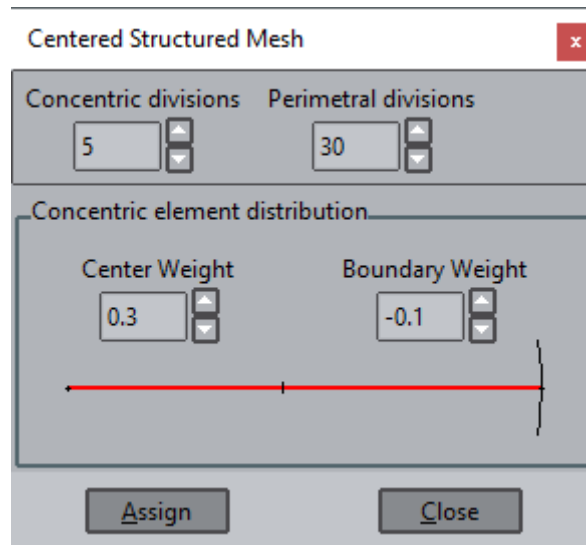 Centered Structured Mesh x
Concentric divisions Perimetral divisions
5 30
Concentric element distribution
Center Weight Boundary Weight
0.3 -0.1
Assign Close